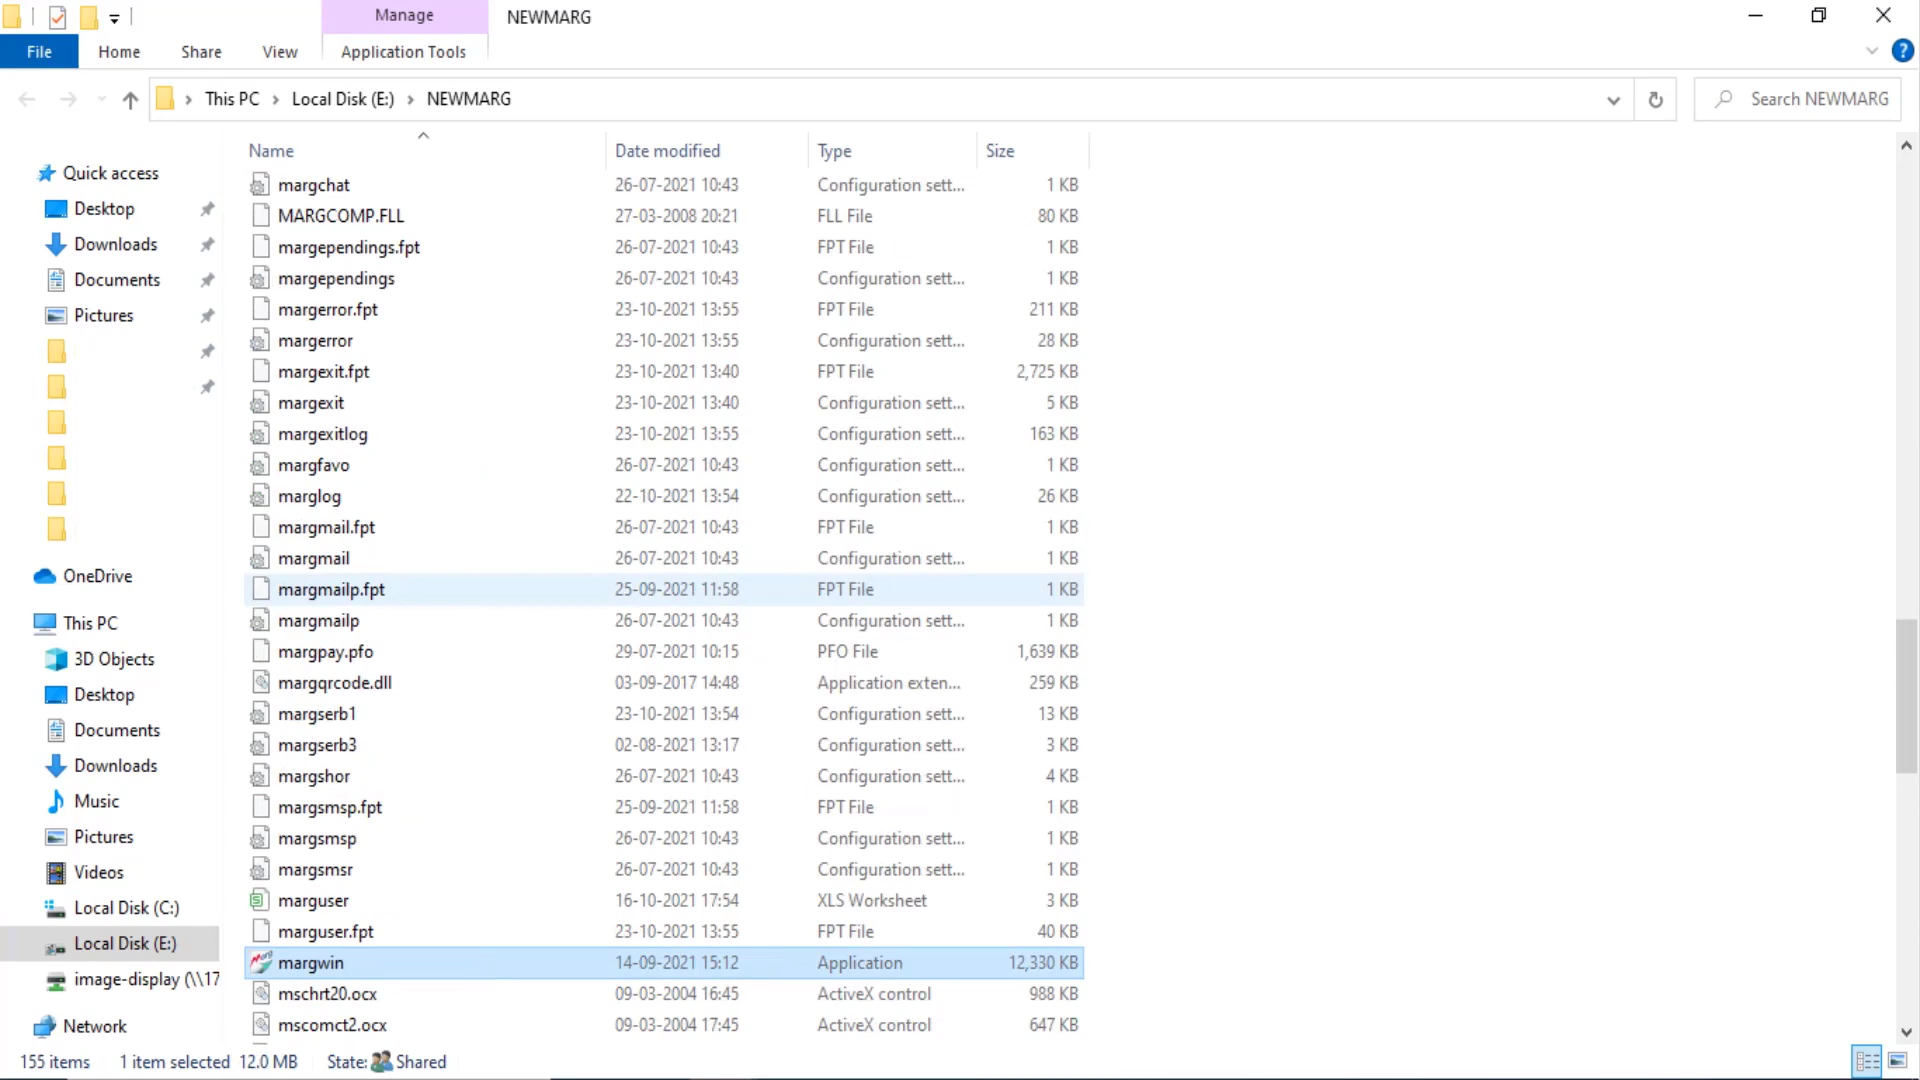 Manage
NEWMARG
File
Home
Share
View
Application Tools
This PC
Local Disk (E:)
NEWMARG
Search NEWMARG
Name
Date modified
Type
Size
margchat 26-07-2021 10:43 Configuration sett... 1 KB
MARGCOMP.FLL 27-03-2008 20:21 FLL File 80 KB
margependings.fpt 26-07-2021 10:43 FPT File 1 KB
margependings 26-07-2021 10:43 Configuration sett... 1 KB
margerror.fpt 23-10-2021 13:55 FPT File 211 KB
margerror 23-10-2021 13:55 Configuration sett... 28 KB
margexit.fpt 23-10-2021 13:40 FPT File 2,725 KB
margexit 23-10-2021 13:40 Configuration sett... 5 KB
margexitlog 23-10-2021 13:55 Configuration sett... 163 KB
margfavo 26-07-2021 10:43 Configuration sett... 1 KB
marglog 22-10-2021 13:54 Configuration sett... 26 KB
margmail.fpt 26-07-2021 10:43 FPT File 1 KB
margmail 26-07-2021 10:43 Configuration sett... 1 KB
margmailp.fpt 25-09-2021 11:58 FPT File 1 KB
margmailp 26-07-2021 10:43 Configuration sett... 1 KB
margpay.pfo 29-07-2021 10:15 PFO File 1,639 KB
margqrcode.dll 03-09-2017 14:48 Application exten... 259 KB
margserb1 23-10-2021 13:54 Configuration sett... 13 KB
margserb3 02-08-2021 13:17 Configuration sett... 3 KB
margshor 26-07-2021 10:43 Configuration sett... 4 KB
margsmsp.fpt 25-09-2021 11:58 FPT File 1 KB
margsmsp 26-07-2021 10:43 Configuration sett... 1 KB
margsmsr 26-07-2021 10:43 Configuration sett... 1 KB
marguser 16-10-2021 17:54 XLS Worksheet 3 KB
marguser.fpt 23-10-2021 13:55 FPT File 40 KB
margwin 14-09-2021 15:12 Application 12,330 KB
mschrt20.ocx 09-03-2004 16:45 ActiveX control 988 KB
mscomct2.ocx 09-03-2004 17:45 ActiveX control 647 KB
Quick access
Desktop
Downloads
Documents
Pictures
OneDrive
This PC
3D Objects
Desktop
Documents
Downloads
Music
Pictures
Videos
Local Disk (C:)
Local Disk (E:)
image-display (\\17
Network
155 items
1 item selected 12.0 MB
State: Shared